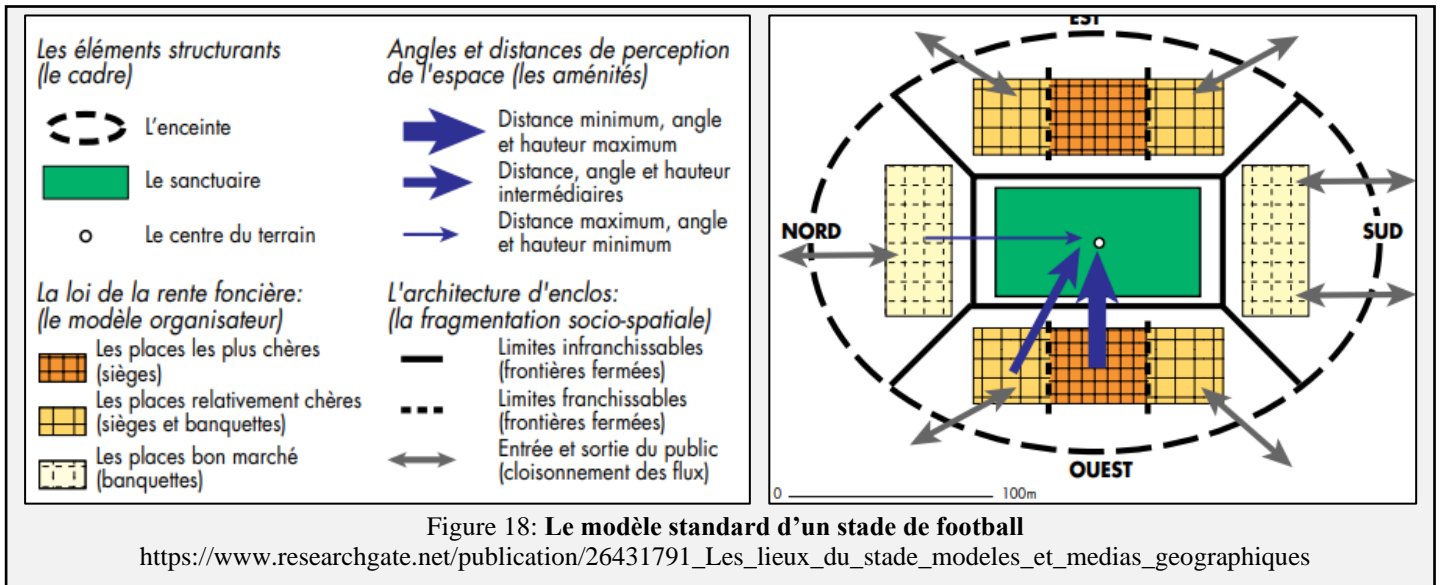 Les éléments structurants
(le cadre)
L'enceinte
Le sanctuaire
Le centre du terrain
Angles et distances de perception
de l'espace (les aménités)
Distance minimum, angle
et hauteur maximum
Distance, angle et hauteur
intermédiaires
Distance maximum, angle
et hauteur minimum
La loi de la rente foncière:
(le modèle organisateur)
Les places les plus chères
(sièges)
Les places relativement chères
(sièges et banquettes)
Les places bon marché
(banquettes)
L'architecture d'enclos:
(la fragmentation socio-spatiale)
Limites infranchissables
(frontières fermées)
Limites franchissables
(frontières fermées)
Entrée et sortie du public
(cloisonnement des flux)
EST
NORD
SUD
OUEST
0 100m
Figure 18: Le modèle standard d'un stade de football
https://www.researchgate.net/publication/26431791_Les_lieux_du_stade_modeles_et_medias_geographiques